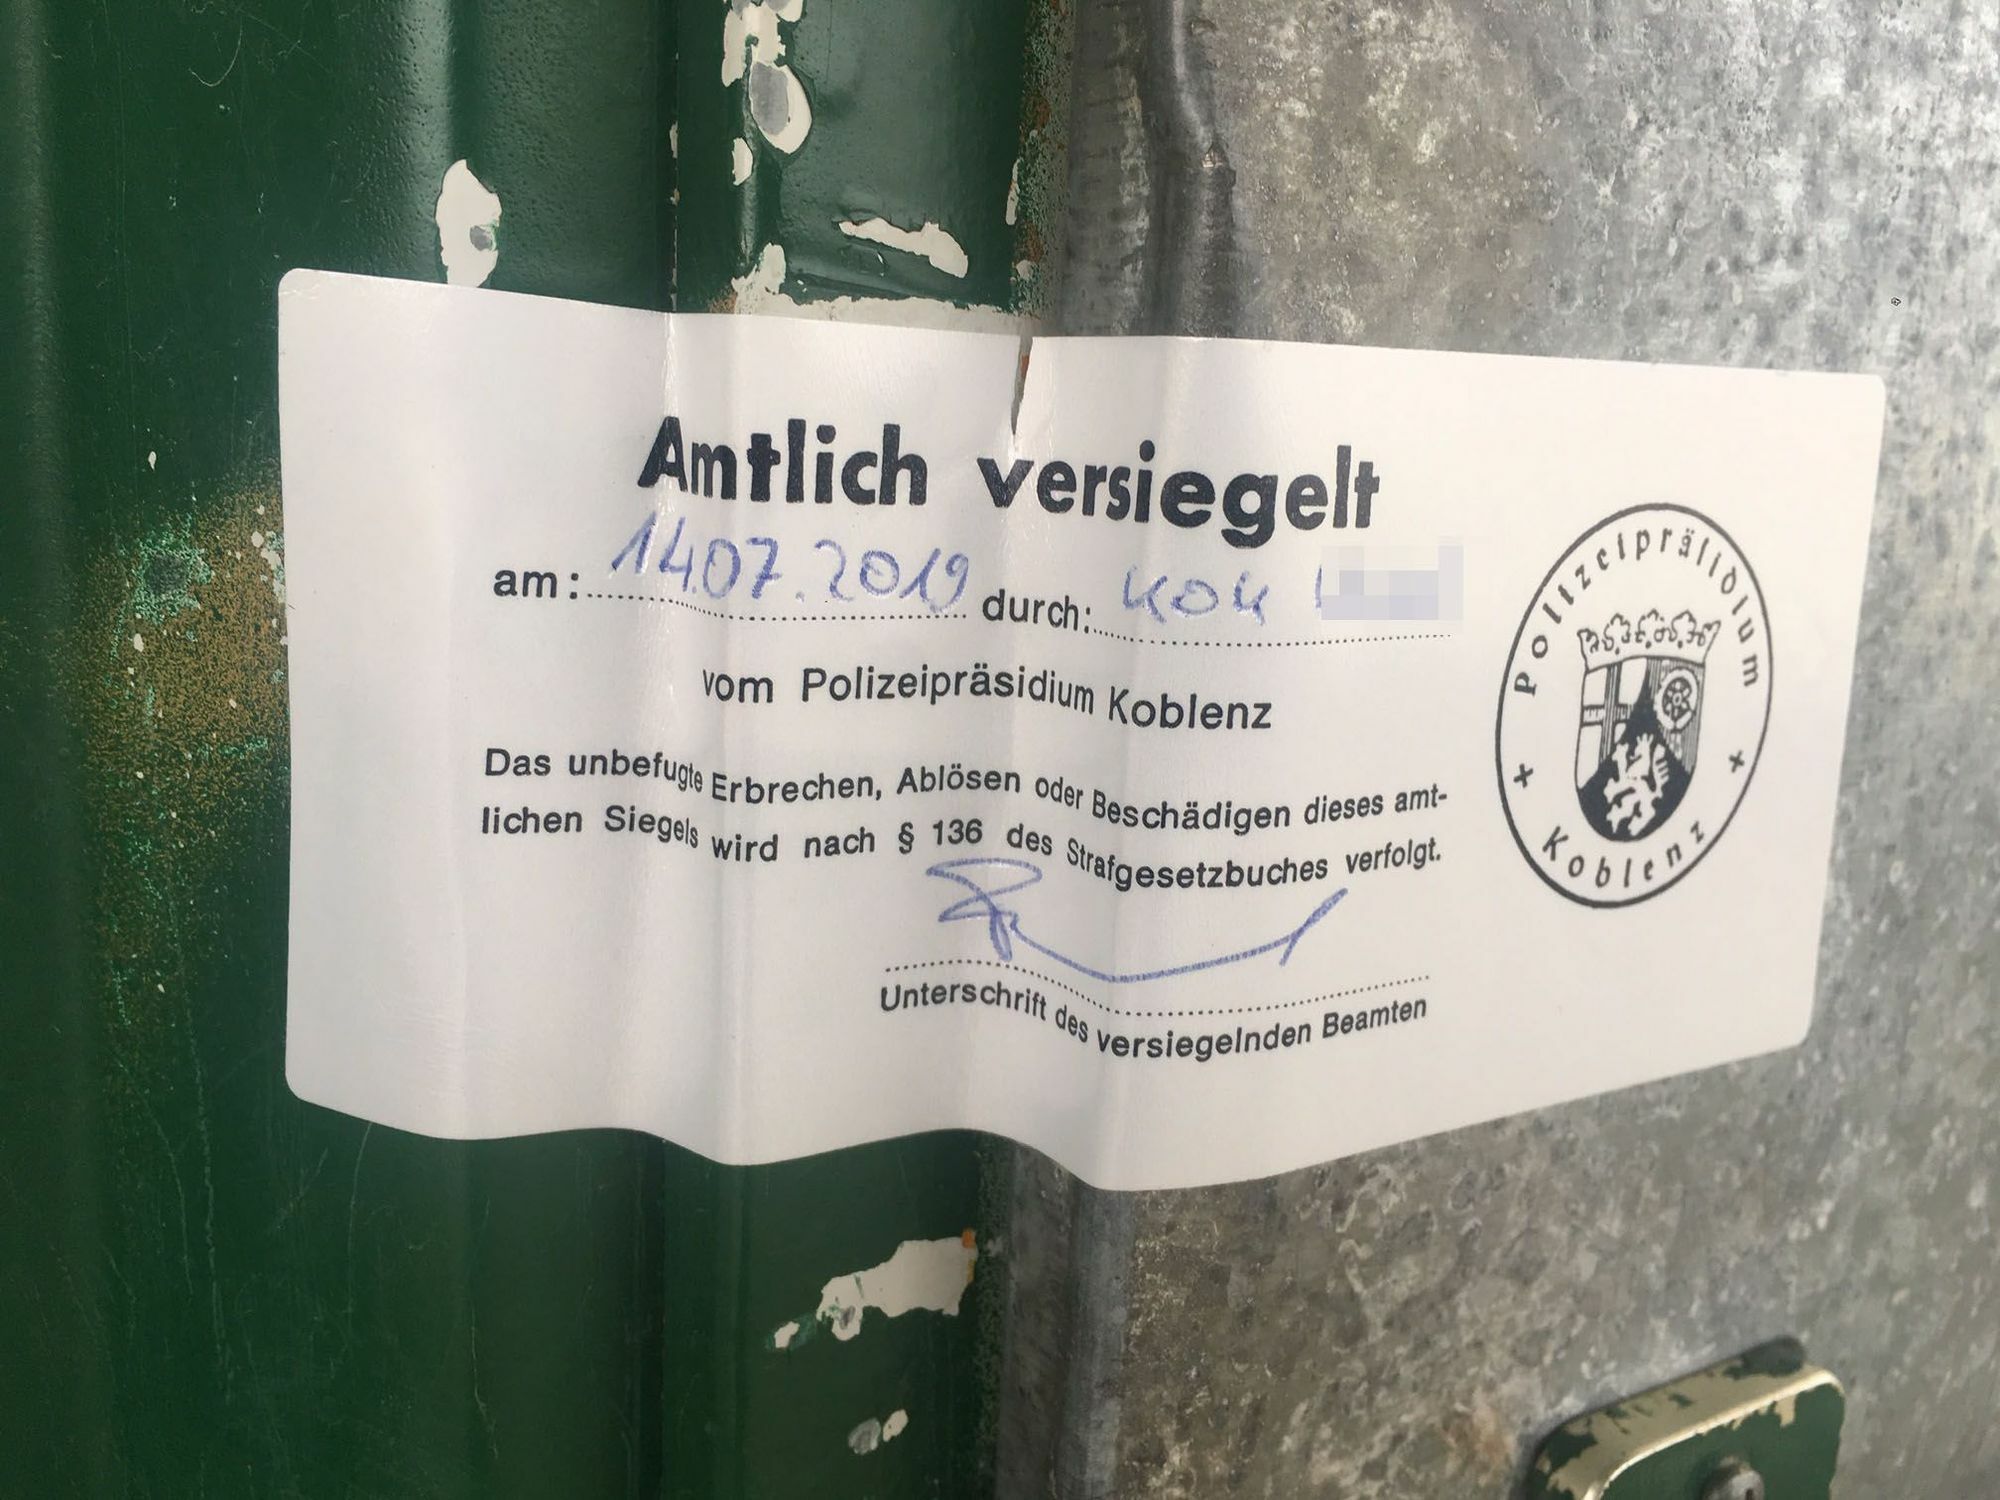 Amtlich versiegelt
am: 14.07.2019 durch: KOK
vom Polizeipräsidium Koblenz
Das unbefugte Erbrechen, Ablösen oder Beschädigen dieses amt-
lichen Siegels wird nach § 136 des Strafgesetzbuches verfolgt.
Unterschrift des versiegelnden Beamten
Polizeipräsidium
Koblenz